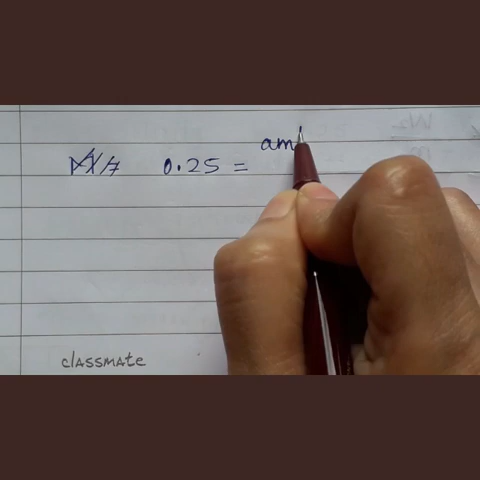 am
0.25 =
classmate